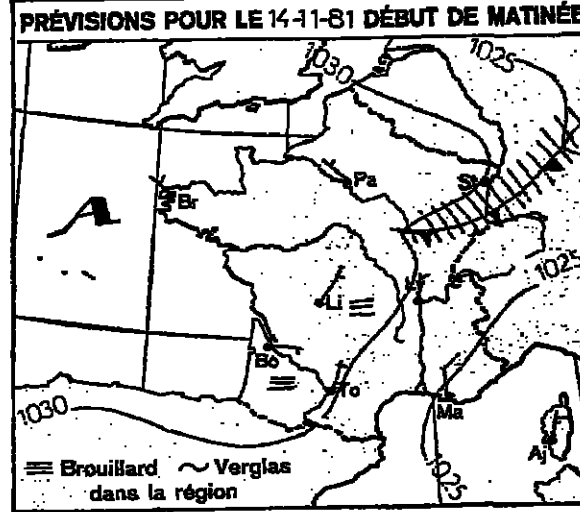 PRÉVISIONS POUR LE 14-11-81 DÉBUT DE MATINÉE
1030
1025
Pa
St
Br
A
1025
Li
Bo
To
1030
Ma
Aj
1025
Brouillard Verglas
dans la région